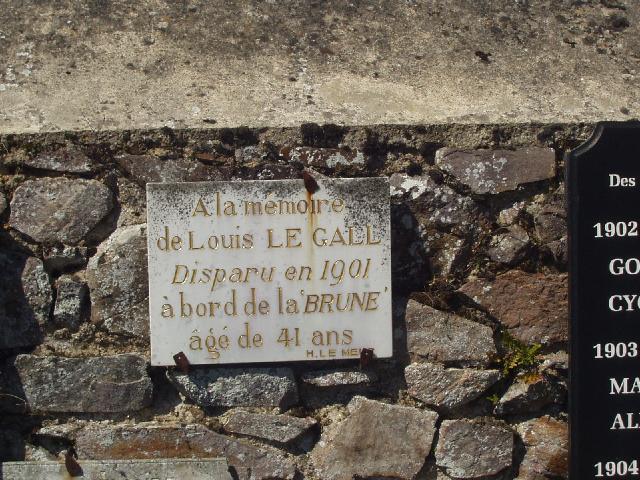 A la mémoire
de Louis LE GALL
Disparu en 1901
à bord de la 'BRUNE'
âgé de 41 ans
H. LE
Des
1902
GO
CY
1903
MA
AL
1904